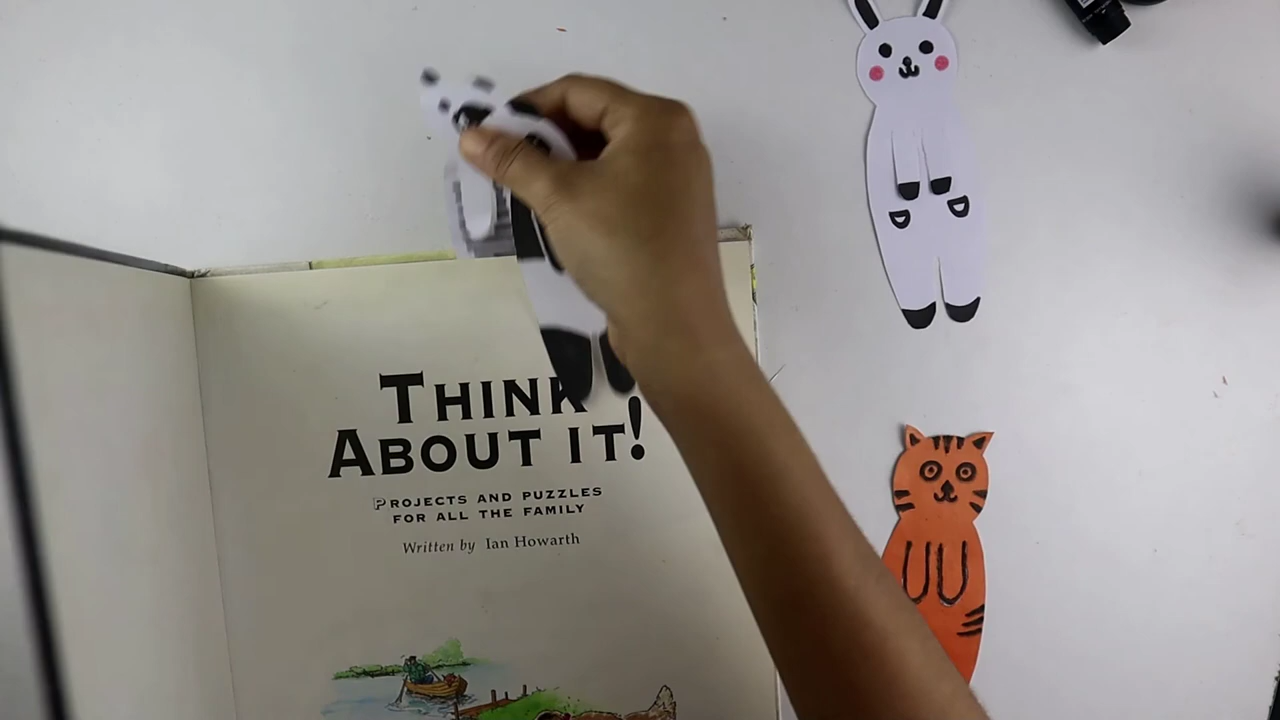 THINK
ABOUT IT!
PROJECTS AND PUZZLES
FOR ALL THE FAMILY
Written by Ian Howarth